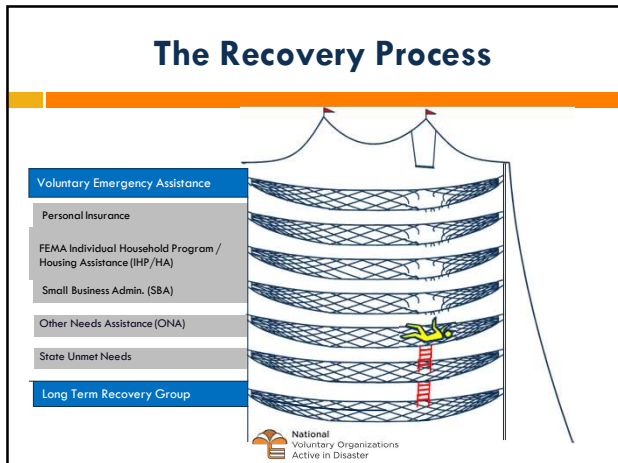 The Recovery Process
Voluntary Emergency Assistance
Personal Insurance
FEMA Individual Household Program /
Housing Assistance (IHP/HA)
Small Business Admin. (SBA)
Other Needs Assistance (ONA)
State Unmet Needs
Long Term Recovery Group
National
Voluntary Organizations
Active in Disaster